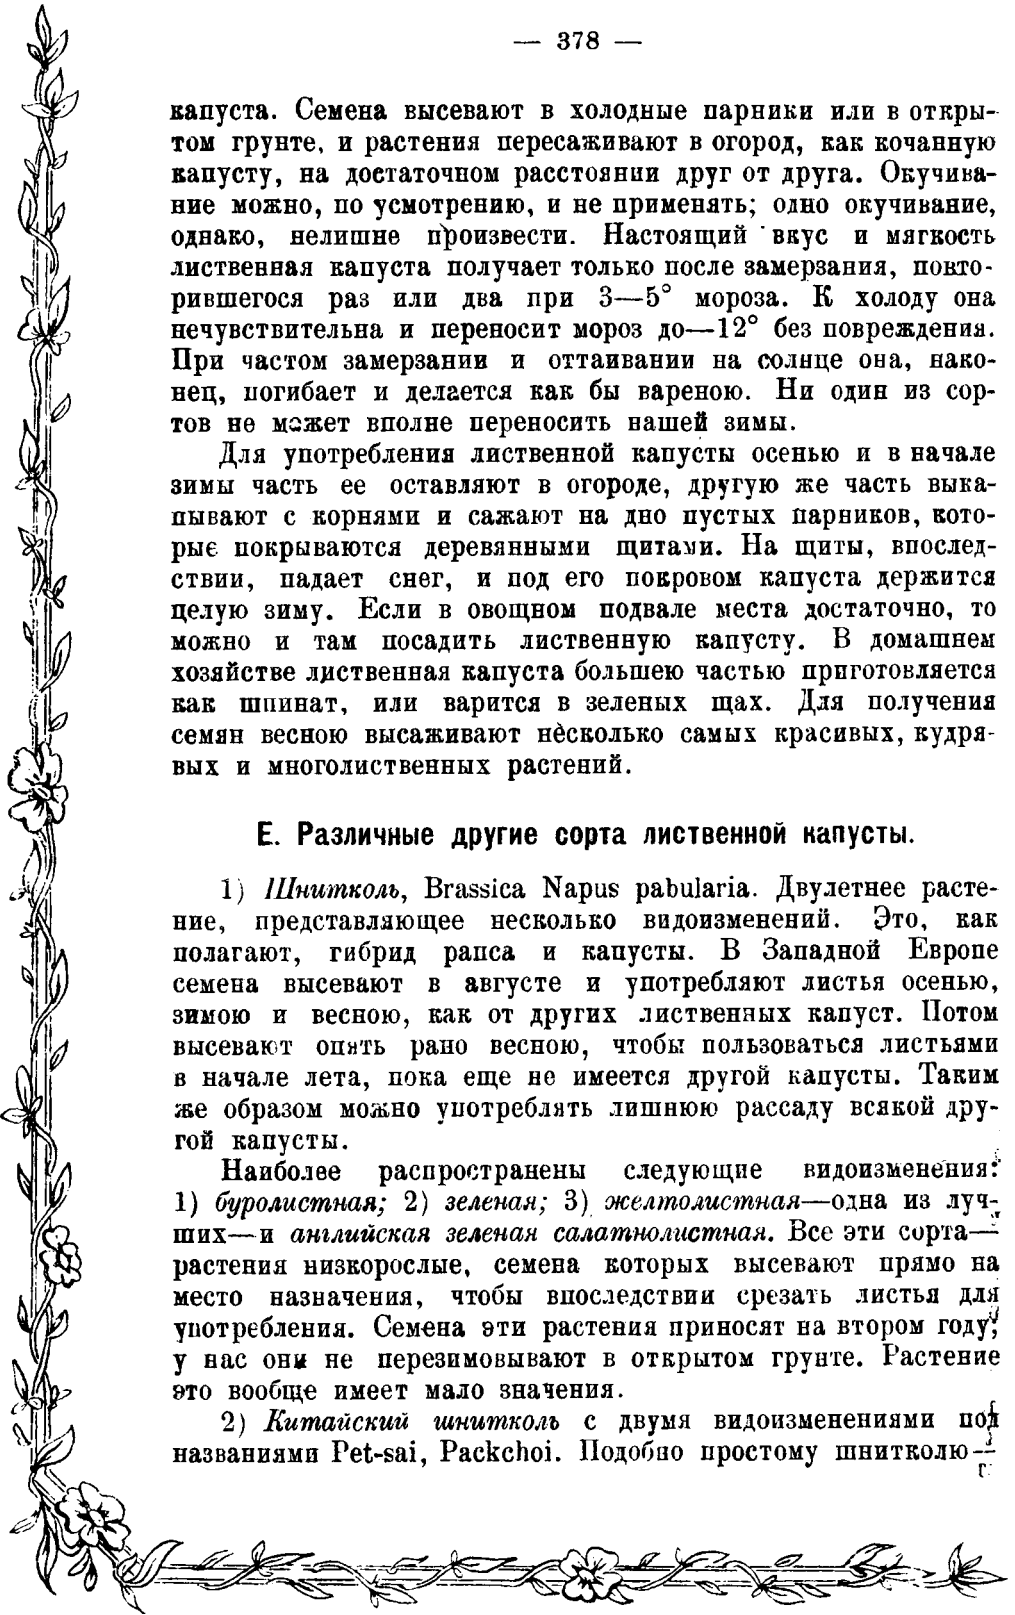 — 378 —
капуста. Семена высевают в холодные парники или в откры-
том грунте, и растения пересаживают в огород, как кочанную
капусту, на достаточном расстоянии друг от друга. Окучива-
ние можно, по усмотрению, и не применять; одно окучивание,
однако, нелишне произвести. Настоящий вкус и мягкость
лиственная капуста получает только после замерзания, повто-
рившегося раз или два при 3—5° мороза. К холоду она
нечувствительна и переносит мороз до—12° без повреждения.
При частом замерзании и оттаивании на солнце она, нако-
нец, погибает и делается как бы вареною. Ни один из сор-
тов не может вполне переносить нашей зимы.
Для употребления лиственной капусты осенью и в начале
зимы часть ее оставляют в огороде, другую же часть выка-
пывают с корнями и сажают на дно пустых парников, кото-
рые покрываются деревянными щитами. На щиты, впослед-
ствии, падает снег, и под его покровом капуста держится
целую зиму. Если в овощном подвале места достаточно, то
можно и там посадить лиственную капусту. В домашнем
хозяйстве лиственная капуста большею частью приготовляется
как шпинат, или варится в зеленых щах. Для получения
семян весною высаживают несколько самых красивых, кудря-
вых и многолиственных растений.
Е. Различные другие сорта лиственной капусты.
1) Шнитколь, Brassica Napus pabularia. Двулетнее расте-
ние, представляющее несколько видоизменений. Это, как
полагают, гибрид рапса и капусты. В Западной Европе
семена высевают в августе и употребляют листья осенью,
зимою и весною, как от других лиственных капуст. Потом
высевают опять рано весною, чтобы пользоваться листьями
в начале лета, пока еще не имеется другой капусты. Таким
же образом можно употреблять лишнюю рассаду всякой дру-
гой капусты.
Наиболее распространены следующие видоизменения:
1) буролистная; 2) зеленая; 3) желтолистная—одна из луч-
ших—и английская зеленая салатнолистная. Все эти сорта—
растения низкорослые, семена которых высевают прямо на
место назначения, чтобы впоследствии срезать листья для
употребления. Семена эти растения приносят на втором году;
у нас они не перезимовывают в открытом грунте. Растение
это вообще имеет мало значения.
2) Китайский шнитколь с двумя видоизменениями под
названиями Pet-sai, Packchoi. Подобно простому шнитколю—